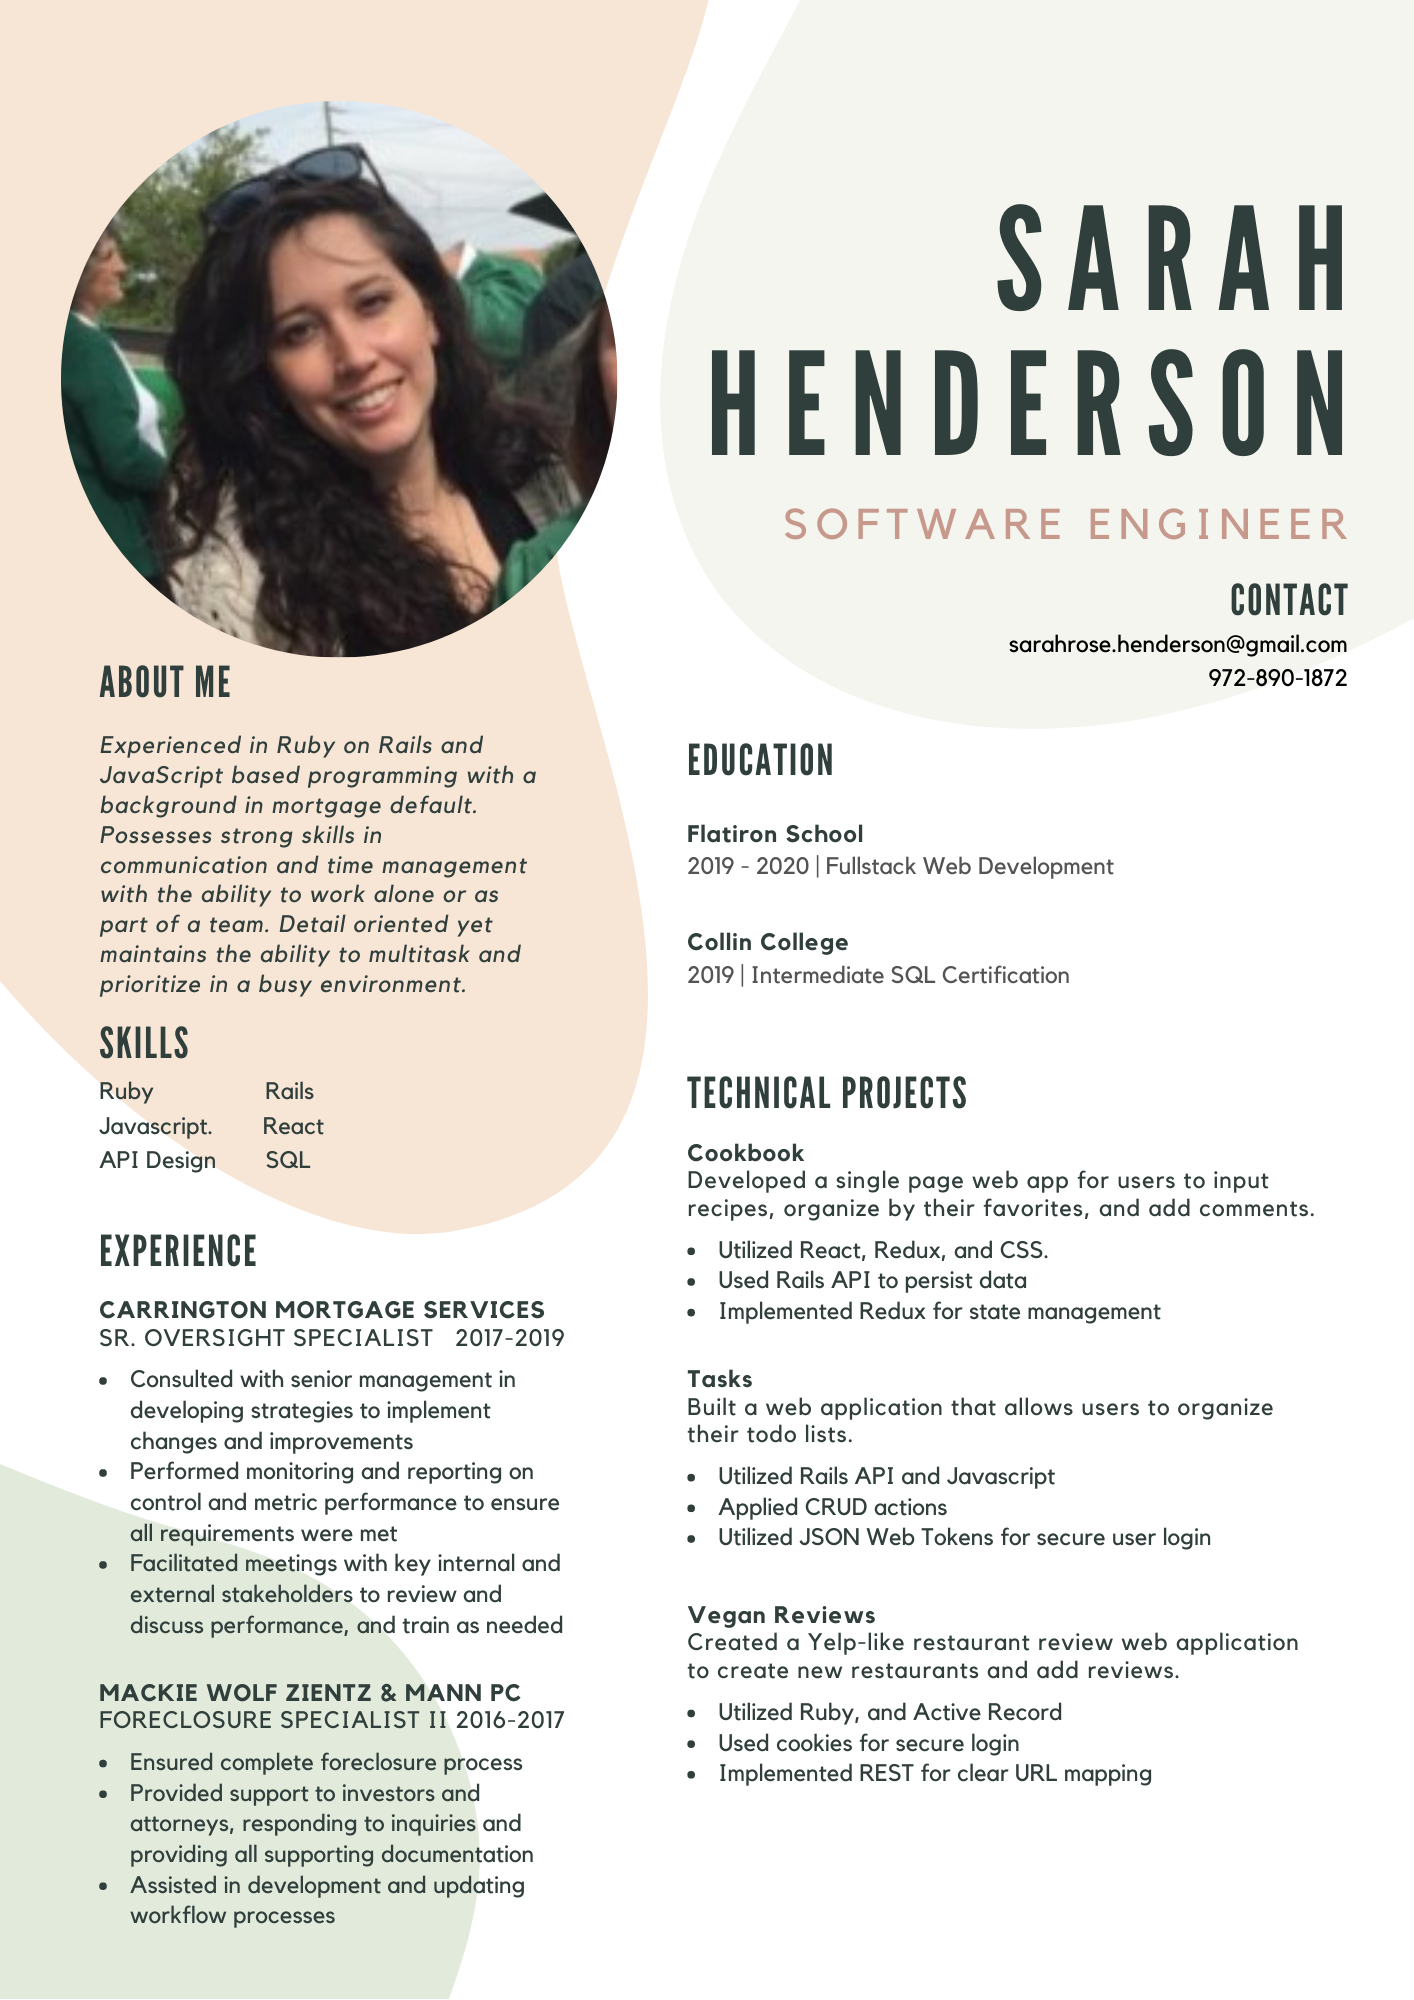 SARAH
HENDERSON
SOFTWARE ENGINEER
CONTACT
sarahrose.henderson@gmail.com
972-890-1872
ABOUT ME
Experienced in Ruby on Rails and
JavaScript based programming with a
background in mortgage default.
Possesses strong skills in
communication and time management
with the ability to work alone or as
part of a team. Detail oriented yet
maintains the ability to multitask and
prioritize in a busy environment.
SKILLS
Ruby Rails
Javascript. React
API Design SQL
EXPERIENCE
CARRINGTON MORTGAGE SERVICES
SR. OVERSIGHT SPECIALIST 2017-2019
• Consulted with senior management in
developing strategies to implement
changes and improvements
• Performed monitoring and reporting on
control and metric performance to ensure
all requirements were met
• Facilitated meetings with key internal and
external stakeholders to review and
discuss performance, and train as needed
MACKIE WOLF ZIENTZ & MANN PC
FORECLOSURE SPECIALIST II 2016-2017
• Ensured complete foreclosure process
• Provided support to investors and
attorneys, responding to inquiries and
providing all supporting documentation
• Assisted in development and updating
workflow processes
EDUCATION
Flatiron School
2019 - 2020 | Fullstack Web Development
Collin College
2019 | Intermediate SQL Certification
TECHNICAL PROJECTS
Cookbook
Developed a single page web app for users to input
recipes, organize by their favorites, and add comments.
• Utilized React, Redux, and CSS.
• Used Rails API to persist data
• Implemented Redux for state management
Tasks
Built a web application that allows users to organize
their todo lists.
• Utilized Rails API and Javascript
• Applied CRUD actions
• Utilized JSON Web Tokens for secure user login
Vegan Reviews
Created a Yelp-like restaurant review web application
to create new restaurants and add reviews.
• Utilized Ruby, and Active Record
• Used cookies for secure login
• Implemented REST for clear URL mapping